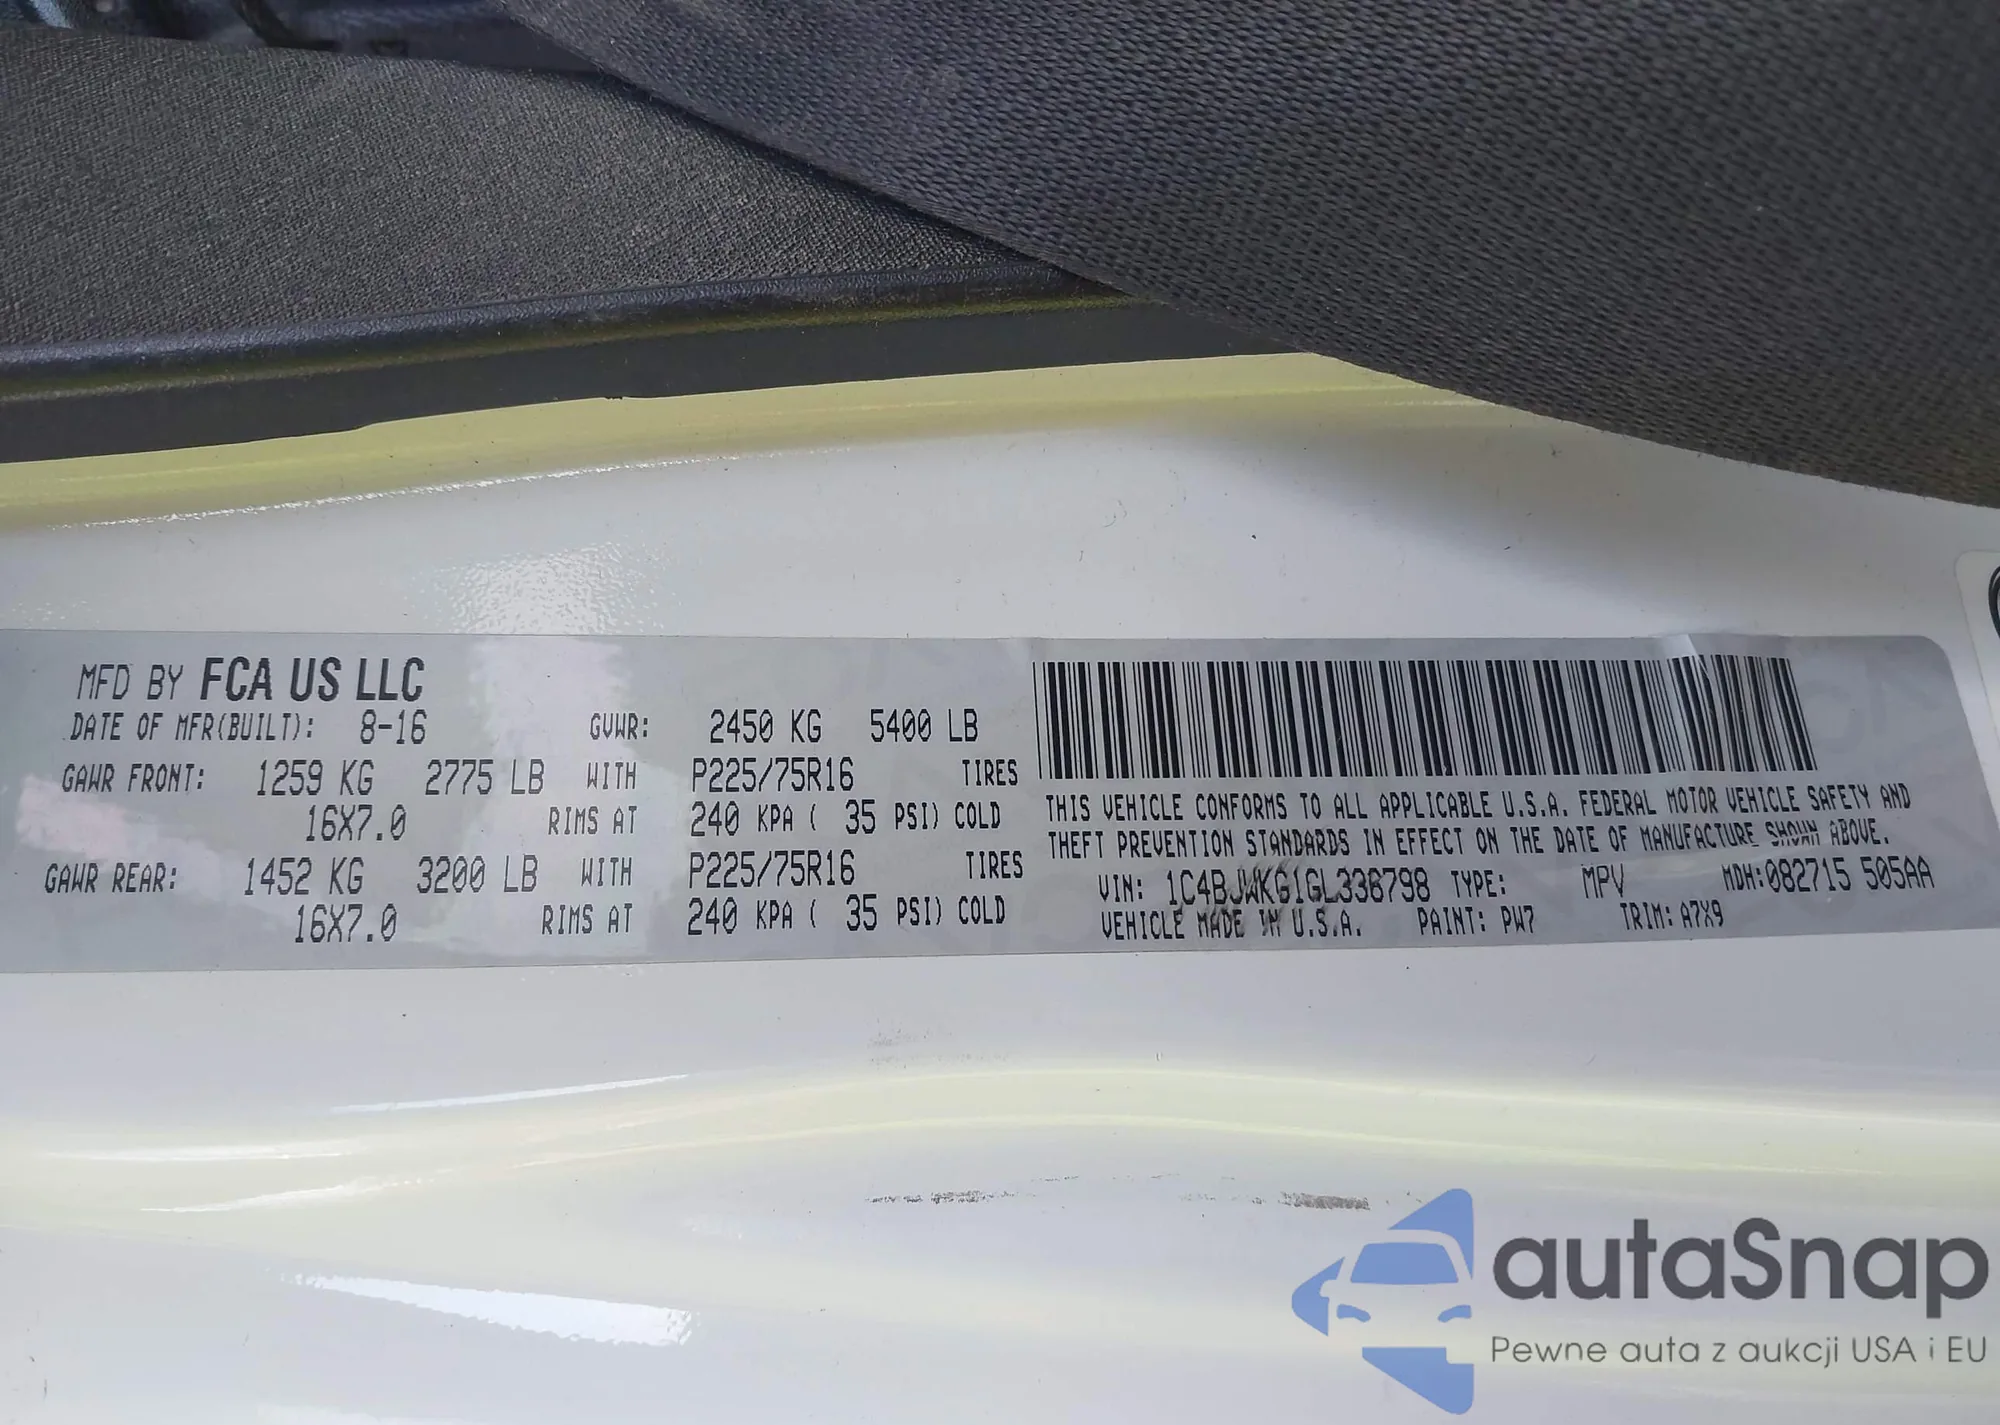 MFD BY FCA US LLC
DATE OF MFR(BUILT): 8-16 GVWR: 2450 KG 5400 LB
GAWR FRONT: 1259 KG 2775 LB WITH P225/75R16 TIRES
16X7.0 RIMS AT 240 KPA ( 35 PSI) COLD
GAWR REAR: 1452 KG 3200 LB WITH P225/75R16 TIRES
16X7.0 RIMS AT 240 KPA ( 35 PSI) COLD
THIS VEHICLE CONFORMS TO ALL APPLICABLE U.S.A. FEDERAL MOTOR VEHICLE SAFETY AND
THEFT PREVENTION STANDARDS IN EFFECT ON THE DATE OF MANUFACTURE SHOWN ABOVE.
VIN: 1C4BJWKG1GL336798 TYPE: MPV MDH:082715 505AA
VEHICLE MADE IN U.S.A. PAINT: PW7 TRIM: A7X9
autaSnap
Pewne auta z aukcji USA i EU